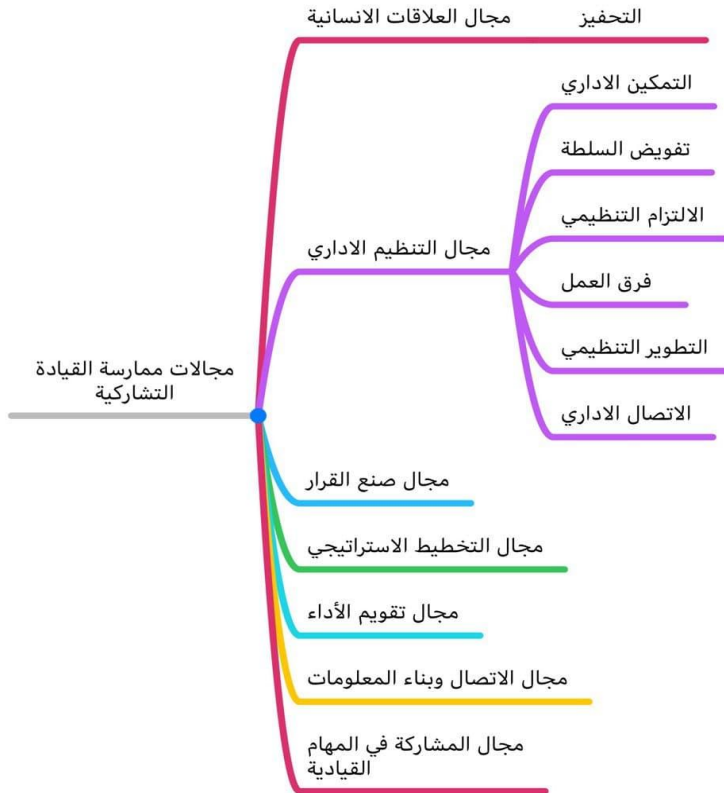 مجالات ممارسة القيادة
التشاركية
مجال العلاقات الانسانية
التحفيز
مجال التنظيم الاداري
التمكين الاداري
تفويض السلطة
الالتزام التنظيمي
فرق العمل
التطوير التنظيمي
الاتصال الاداري
مجال صنع القرار
مجال التخطيط الاستراتيجي
مجال تقويم الأداء
مجال الاتصال وبناء المعلومات
مجال المشاركة في المهام
القيادية